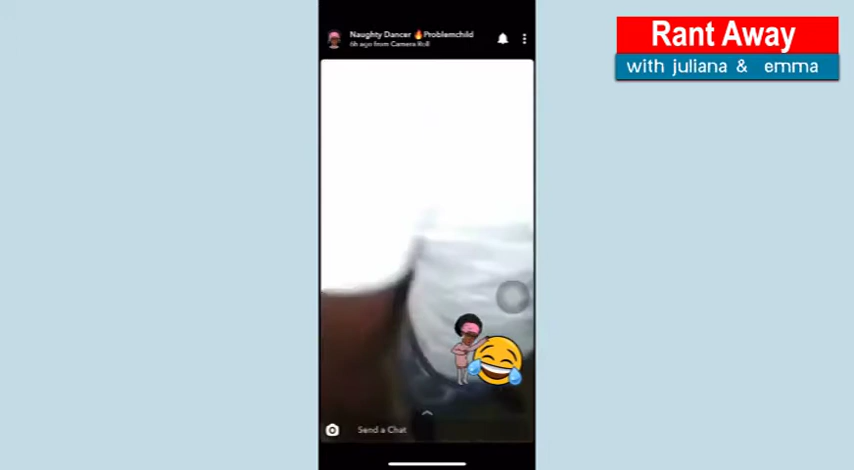 Naughty Dancer 🔥Problemchild
6h ago from Camera Roll
Rant Away
with juliana & emma
Send a Chat